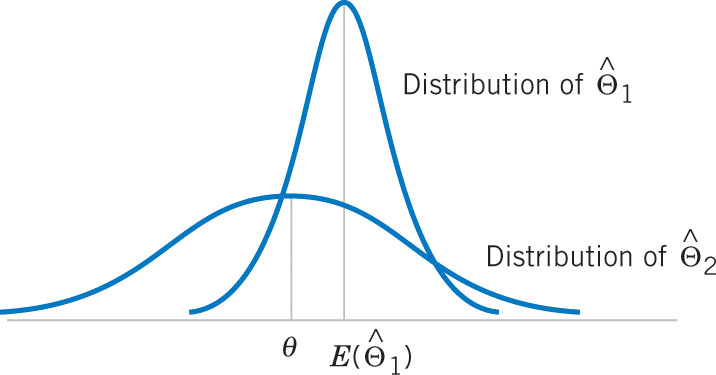 Distribution of Θ̂₁
Distribution of Θ̂₂
θ
E(Θ̂₁)